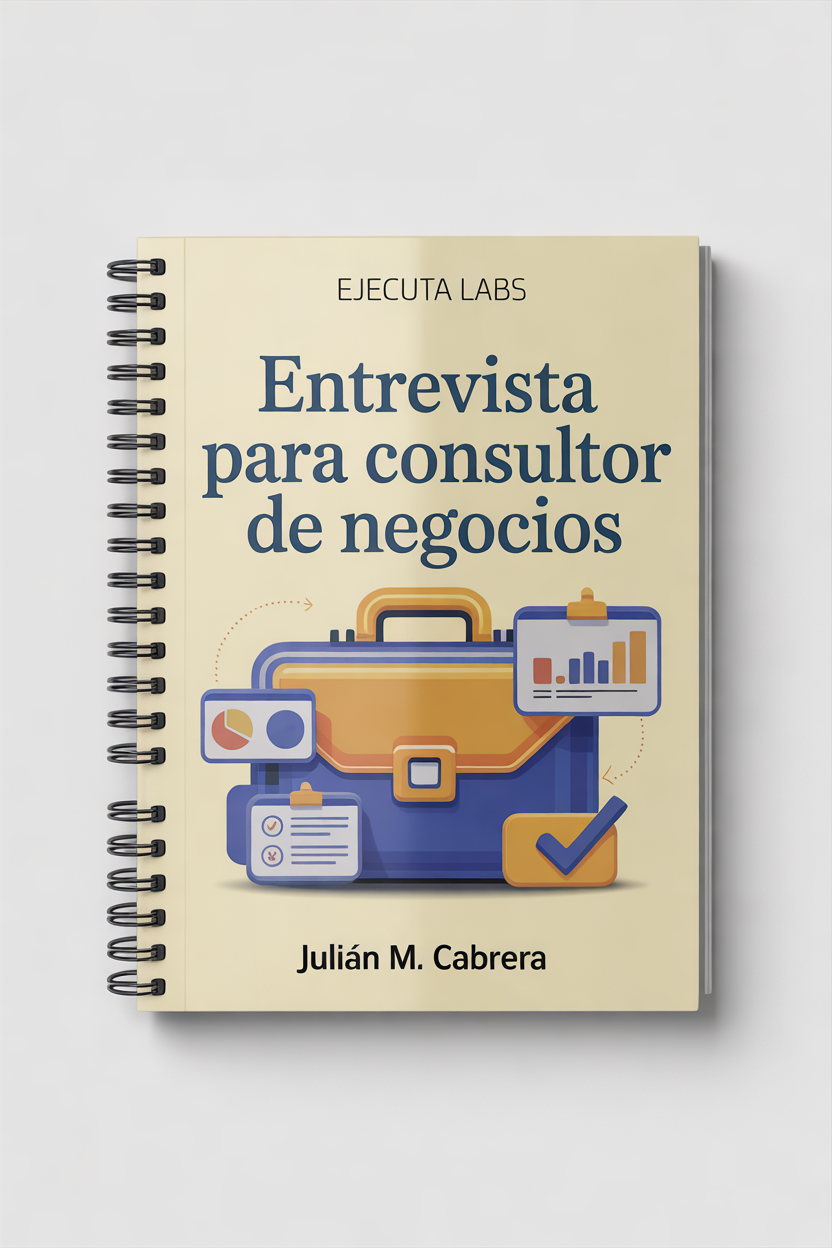 EJECUTA LABS
Entrevista
para consultor
de negocios
Julián M. Cabrera